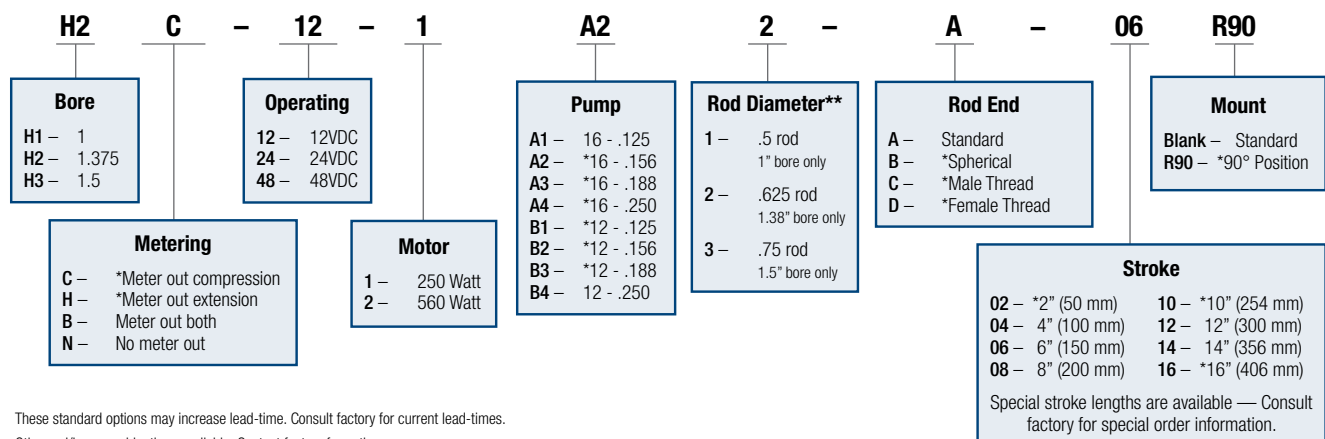 H2 C – 12 – 1 A2 2 – A – 06 R90
Bore
H1 – 1
H2 – 1.375
H3 – 1.5
Metering
C – *Meter out compression
H – *Meter out extension
B – Meter out both
N – No meter out
Operating
12 – 12VDC
24 – 24VDC
48 – 48VDC
Motor
1 – 250 Watt
2 – 560 Watt
Pump
A1 – 16 - .125
A2 – *16 - .156
A3 – *16 - .188
A4 – *16 - .250
B1 – *12 - .125
B2 – *12 - .156
B3 – *12 - .188
B4 – 12 - .250
Rod Diameter**
1 – .5 rod
1" bore only
2 – .625 rod
1.38" bore only
3 – .75 rod
1.5" bore only
Rod End
A – Standard
B – *Spherical
C – *Male Thread
D – *Female Thread
Stroke
02 – *2” (50 mm) 10 – *10” (254 mm)
04 – 4” (100 mm) 12 – 12” (300 mm)
06 – 6” (150 mm) 14 – 14” (356 mm)
08 – 8” (200 mm) 16 – *16” (406 mm)
Special stroke lengths are available — Consult
factory for special order information.
Mount
Blank – Standard
R90 – *90° Position
These standard options may increase lead-time. Consult factory for current lead-times.